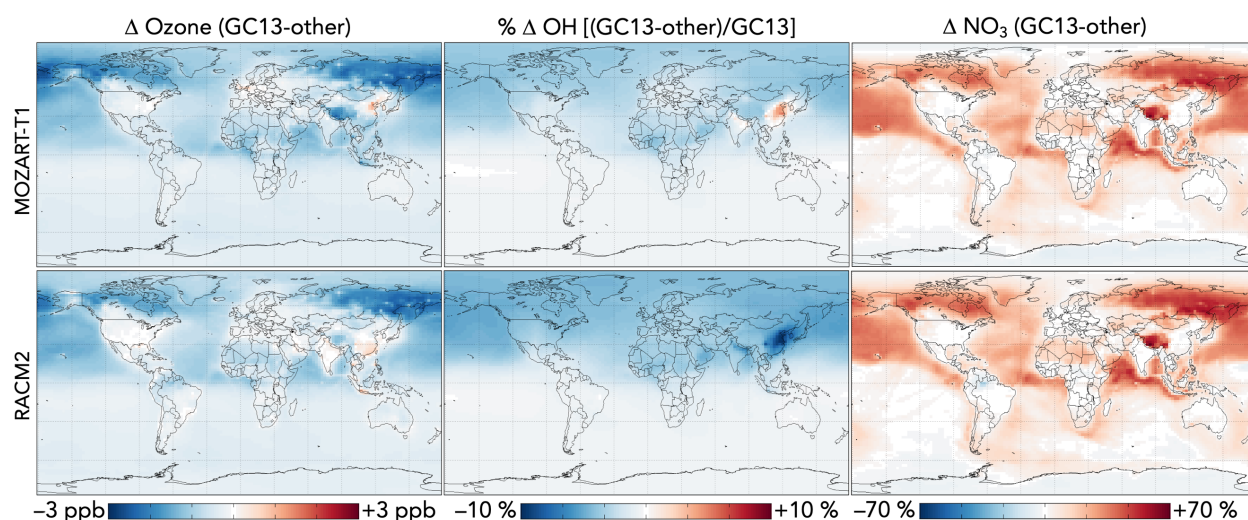 Δ Ozone (GC13-other)
% Δ OH [(GC13-other)/GC13]
Δ NO₃ (GC13-other)
MOZART-T1
RACM2
–3 ppb +3 ppb
–10 % +10 %
–70 % +70 %